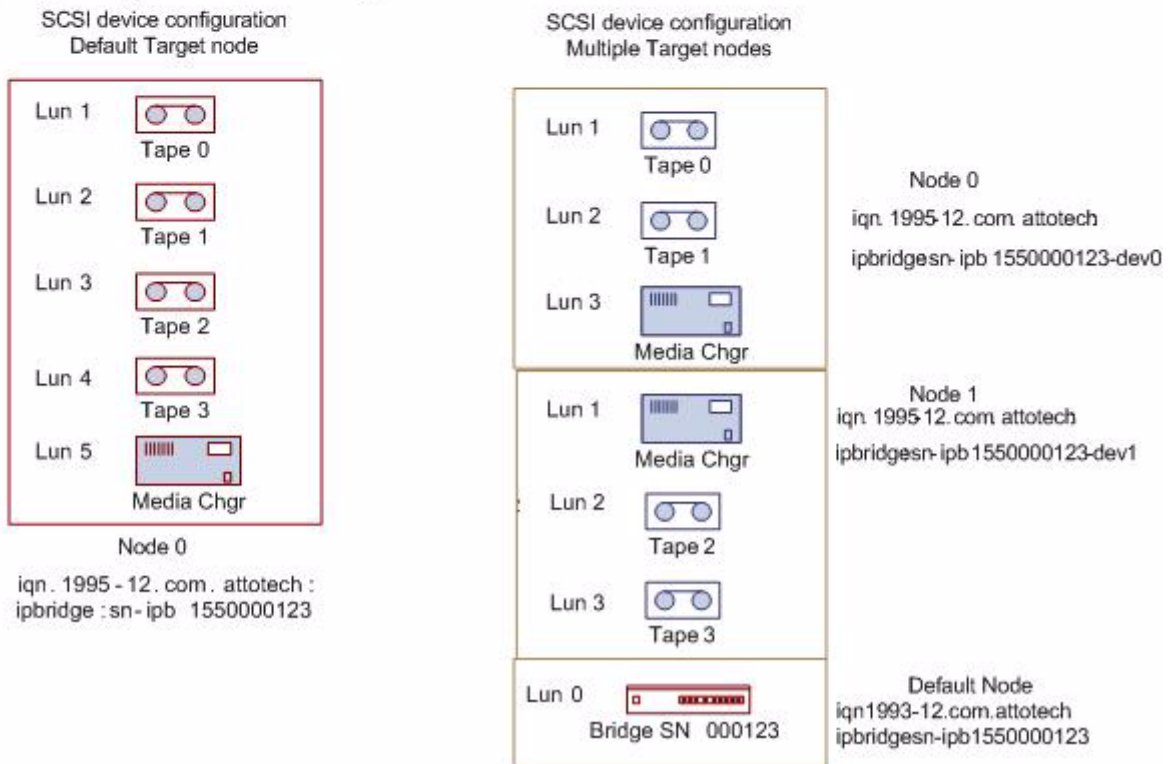 SCSI device configuration
Default Target node
Lun 1
Tape 0
Lun 2
Tape 1
Lun 3
Tape 2
Lun 4
Tape 3
Lun 5
Media Chgr
Node 0
iqn. 1995 - 12. com. attotech :
ipbridge : sn-ipb 1550000123
SCSI device configuration
Multiple Target nodes
Lun 1
Tape 0
Lun 2
Tape 1
Lun 3
Media Chgr
Node 0
iqn. 1995-12. com. attotech
ipbridgesn-ipb 1550000123-dev0
Lun 1
Media Chgr
Lun 2
Tape 2
Lun 3
Tape 3
Node 1
iqn. 1995-12. com. attotech
ipbridgesn-ipb 1550000123-dev1
Lun 0
Bridge SN 000123
Default Node
iqn1993-12.com.attotech
ipbridgesn-ipb1550000123